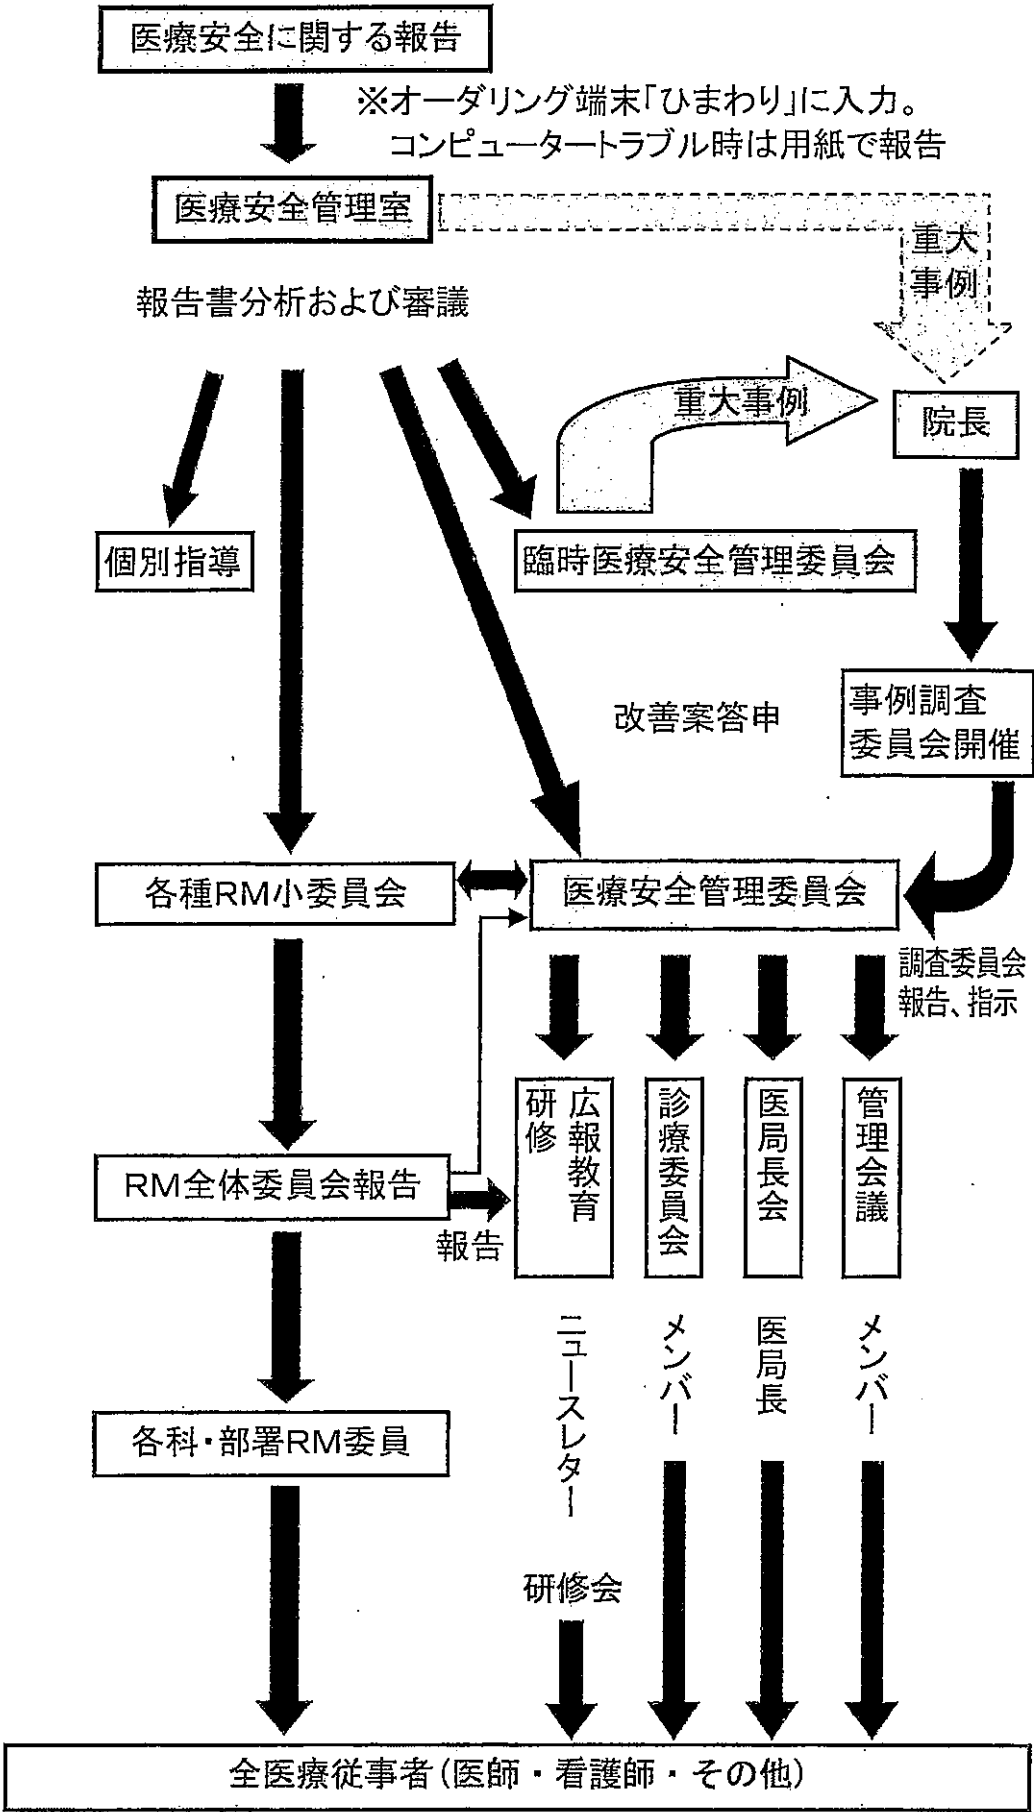 医療安全に関する報告
※オーダリング端末「ひまわり」に入力。
コンピュータートラブル時は用紙で報告
医療安全管理室
重大
事例
報告書分析および審議
重大事例
院長
個別指導
臨時医療安全管理委員会
改善案答申
事例調査
委員会開催
各種RM小委員会
医療安全管理委員会
調査委員会
報告、指示
広報教育
研修
診療委員会
医局長会
管理会議
RM全体委員会報告
報告
ニュースレター
メンバー
医局長
メンバー
各科・部署RM委員
研修会
全医療従事者(医師・看護師・その他)